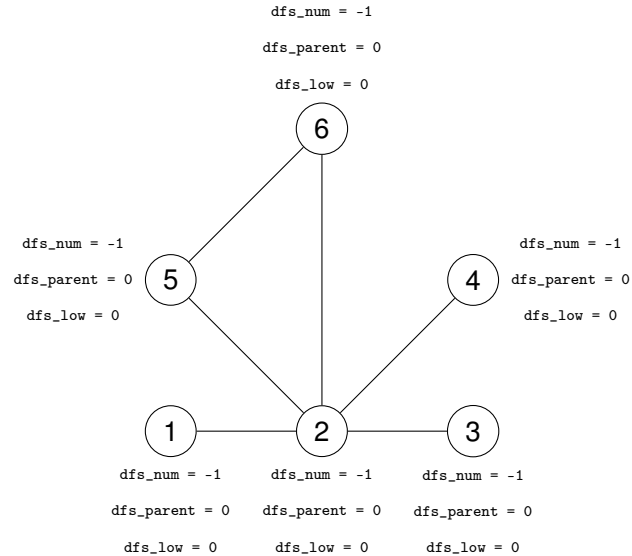 dfs_num = -1
dfs_parent = 0
dfs_low = 0
6
dfs_num = -1
dfs_parent = 0
dfs_low = 0
5
4
dfs_num = -1
dfs_parent = 0
dfs_low = 0
1
2
3
dfs_num = -1
dfs_parent = 0
dfs_low = 0
dfs_num = -1
dfs_parent = 0
dfs_low = 0
dfs_num = -1
dfs_parent = 0
dfs_low = 0